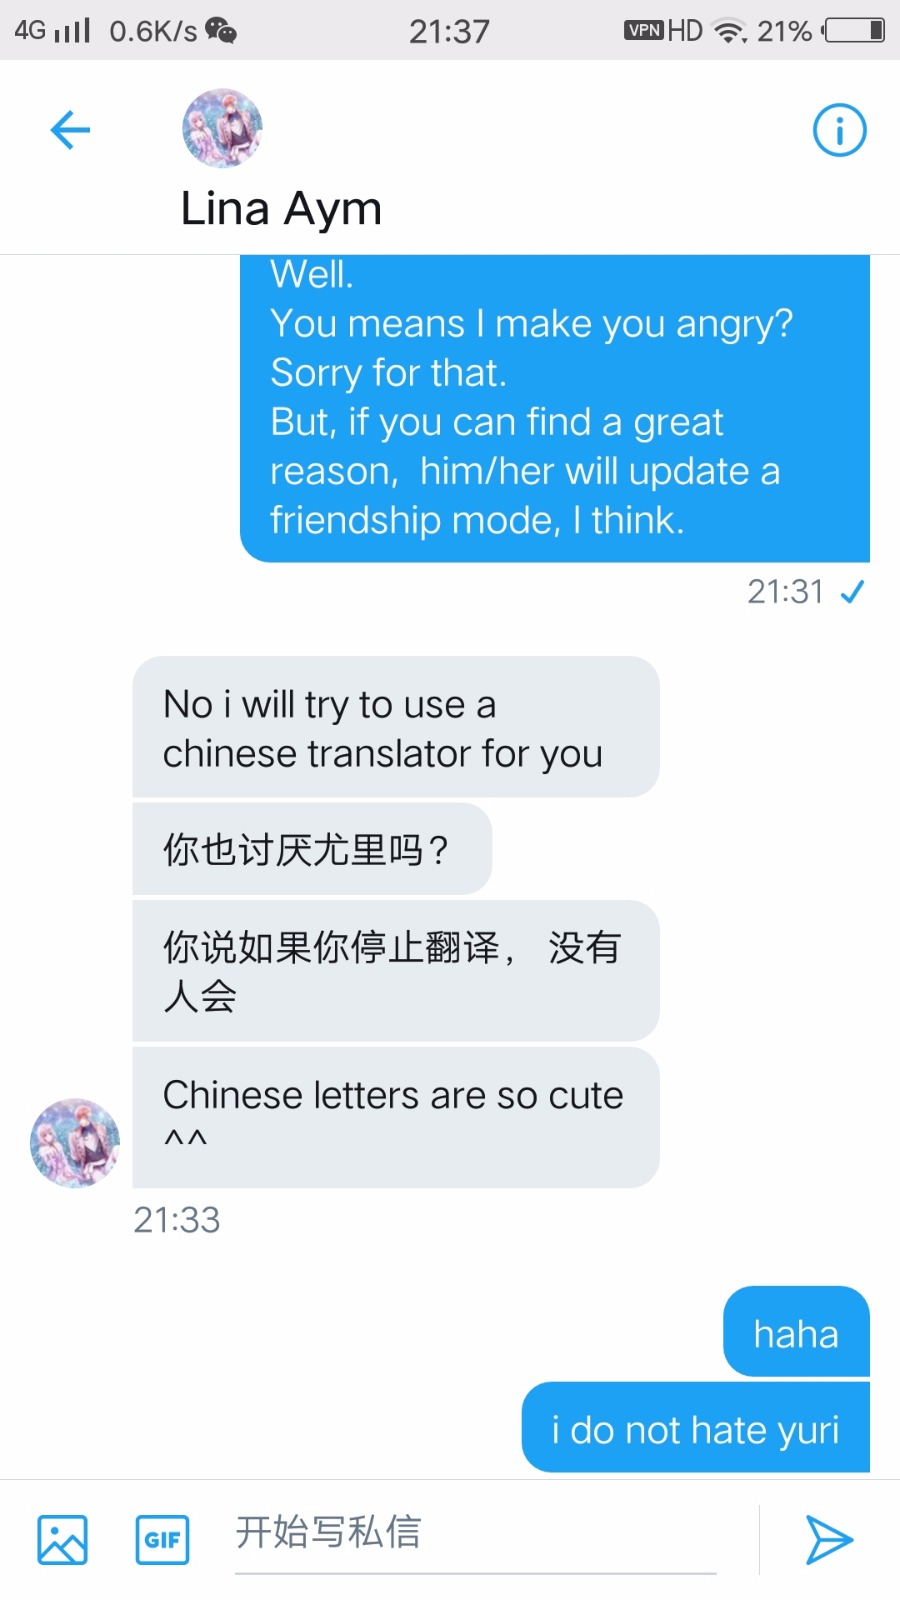 4G 0.6K/s 21:37 VPN HD 21%
Lina Aym
Well.
You means I make you angry?
Sorry for that.
But, if you can find a great
reason,  him/her will update a
friendship mode, I think.
21:31
No i will try to use a
chinese translator for you
你也讨厌尤里吗?
你说如果你停止翻译， 没有
人会
Chinese letters are so cute
^^
21:33
haha
i do not hate yuri
GIF 开始写私信